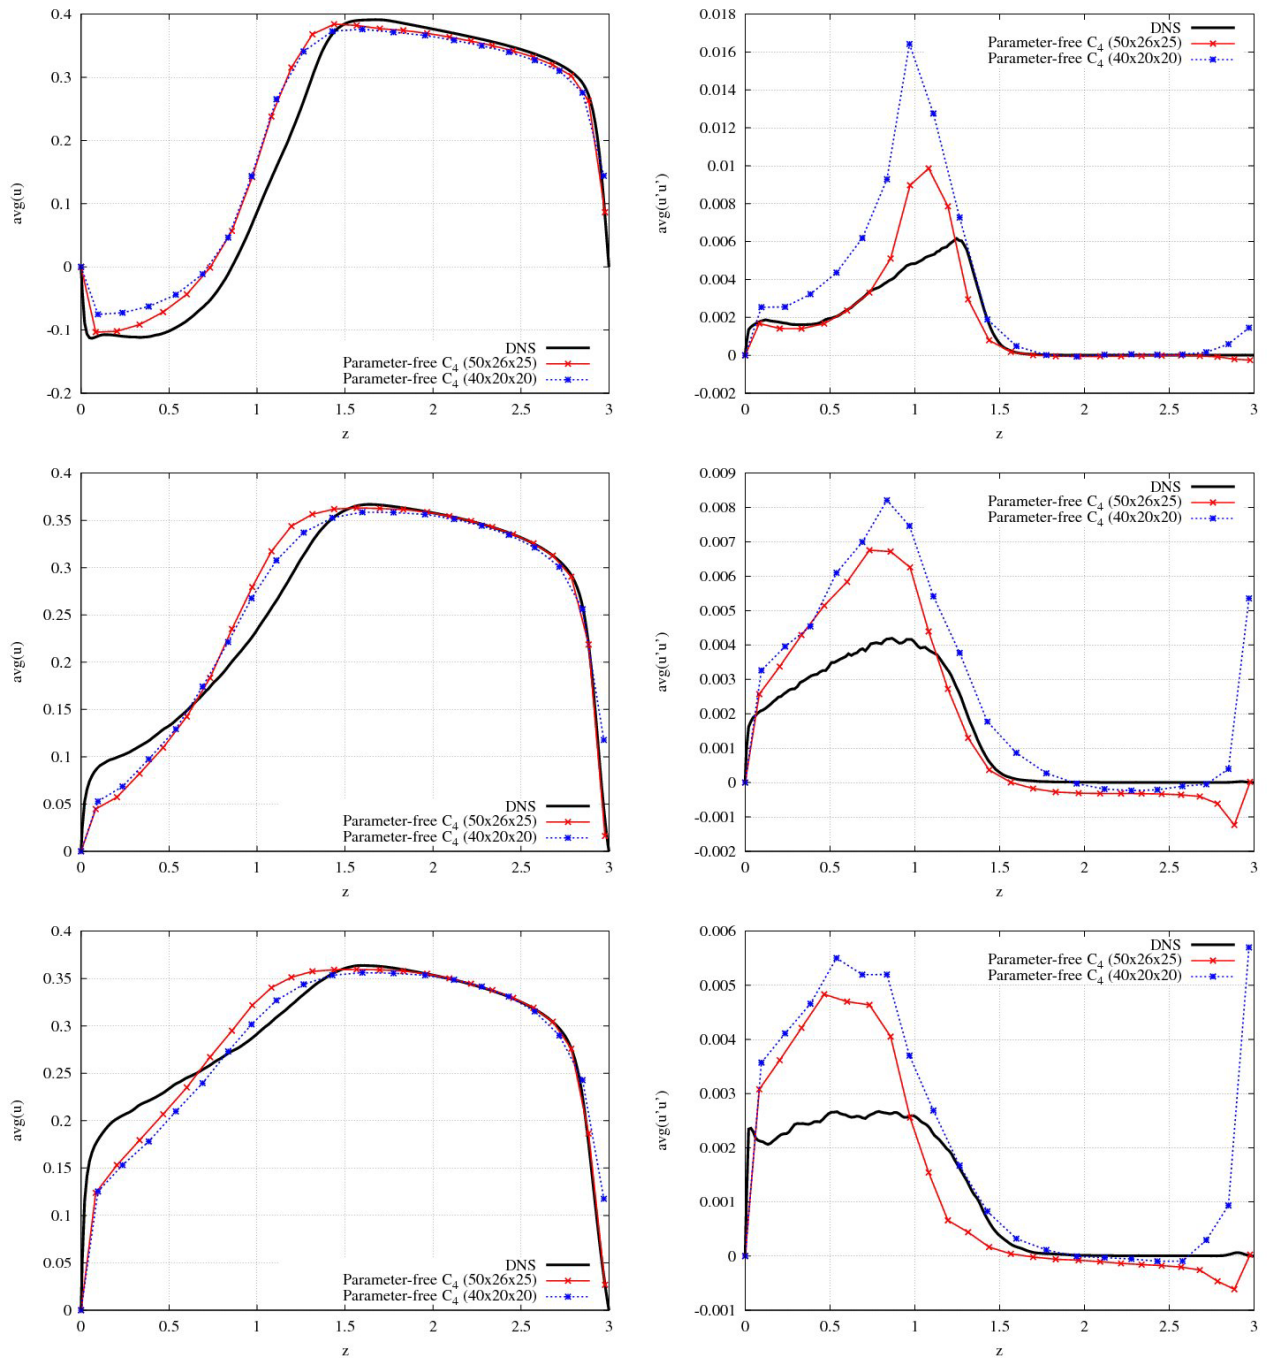 0.4
0.3
0.2
0.1
0
-0.1
-0.2
avg(u)
DNS
Parameter-free C4 (50x26x25)
Parameter-free C4 (40x20x20)
0 0.5 1 1.5 2 2.5 3
z
0.018
0.016
0.014
0.012
0.01
0.008
0.006
0.004
0.002
0
-0.002
avg(u'u')
DNS
Parameter-free C4 (50x26x25)
Parameter-free C4 (40x20x20)
0 0.5 1 1.5 2 2.5 3
z
0.4
0.35
0.3
0.25
0.2
0.15
0.1
0.05
0
avg(u)
DNS
Parameter-free C4 (50x26x25)
Parameter-free C4 (40x20x20)
0 0.5 1 1.5 2 2.5 3
z
0.009
0.008
0.007
0.006
0.005
0.004
0.003
0.002
0.001
0
-0.001
-0.002
avg(u'u')
DNS
Parameter-free C4 (50x26x25)
Parameter-free C4 (40x20x20)
0 0.5 1 1.5 2 2.5 3
z
0.4
0.35
0.3
0.25
0.2
0.15
0.1
0.05
0
avg(u)
DNS
Parameter-free C4 (50x26x25)
Parameter-free C4 (40x20x20)
0 0.5 1 1.5 2 2.5 3
z
0.006
0.005
0.004
0.003
0.002
0.001
0
-0.001
avg(u'u')
DNS
Parameter-free C4 (50x26x25)
Parameter-free C4 (40x20x20)
0 0.5 1 1.5 2 2.5 3
z